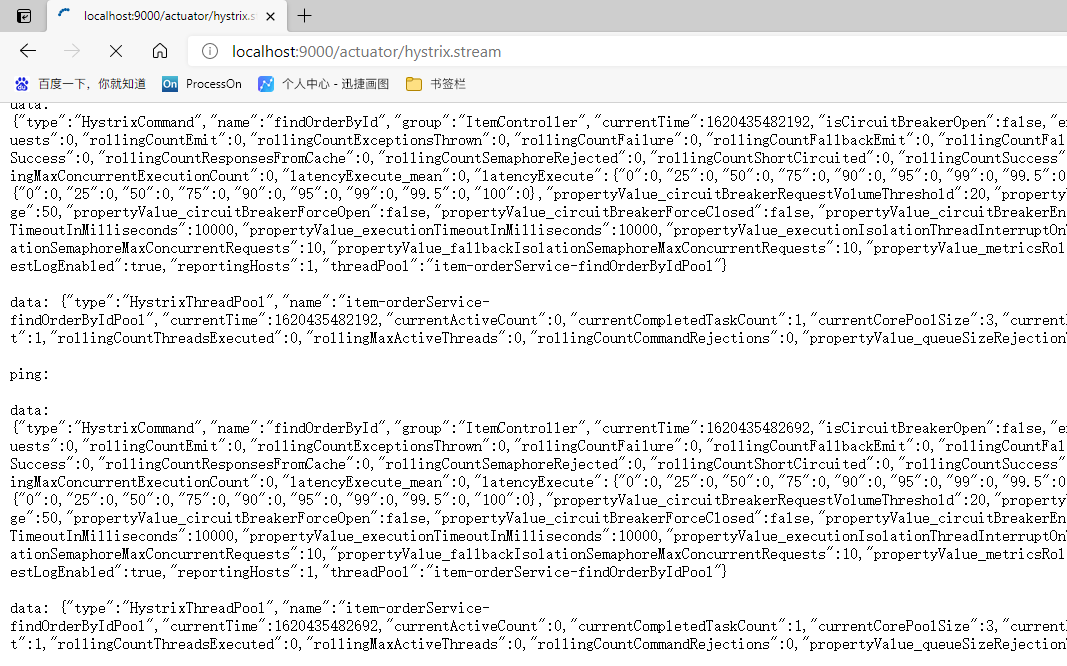 localhost:9000/actuator/hystrix.s
localhost:9000/actuator/hystrix.stream
百度一下，你就知道 On ProcessOn 个人中心 - 迅捷画图 书签栏
data:
{"type":"HystrixCommand","name":"findOrderById","group":"ItemController","currentTime":1620435482192,"isCircuitBreakerOpen":false,"e
uests":0,"rollingCountEmit":0,"rollingCountExceptionsThrown":0,"rollingCountFailure":0,"rollingCountFallbackEmit":0,"rollingCountFal
Success":0,"rollingCountResponsesFromCache":0,"rollingCountSemaphoreRejected":0,"rollingCountShortCircuited":0,"rollingCountSuccess"
ingMaxConcurrentExecutionCount":0,"latencyExecute_mean":0,"latencyExecute":{"0":0,"25":0,"50":0,"75":0,"90":0,"95":0,"99":0,"99.5":0
{"0":0,"25":0,"50":0,"75":0,"90":0,"95":0,"99":0,"99.5":0,"100":0},"propertyValue_circuitBreakerRequestVolumeThreshold":20,"property
ge":50,"propertyValue_circuitBreakerForceOpen":false,"propertyValue_circuitBreakerForceClosed":false,"propertyValue_circuitBreakerEn
TimeoutInMilliseconds":10000,"propertyValue_executionTimeoutInMilliseconds":10000,"propertyValue_executionIsolationThreadInterruptOn
ationSemaphoreMaxConcurrentRequests":10,"propertyValue_fallbackIsolationSemaphoreMaxConcurrentRequests":10,"propertyValue_metricsRol
estLogEnabled":true,"reportingHosts":1,"threadPool":"item-orderService-findOrderByIdPool"}
data: {"type":"HystrixThreadPool","name":"item-orderService-
findOrderByIdPool","currentTime":1620435482192,"currentActiveCount":0,"currentCompletedTaskCount":1,"currentCorePoolSize":3,"current
t":1,"rollingCountThreadsExecuted":0,"rollingMaxActiveThreads":0,"rollingCountCommandRejections":0,"propertyValue_queueSizeRejection
ping:
data:
{"type":"HystrixCommand","name":"findOrderById","group":"ItemController","currentTime":1620435482692,"isCircuitBreakerOpen":false,"e
uests":0,"rollingCountEmit":0,"rollingCountExceptionsThrown":0,"rollingCountFailure":0,"rollingCountFallbackEmit":0,"rollingCountFal
Success":0,"rollingCountResponsesFromCache":0,"rollingCountSemaphoreRejected":0,"rollingCountShortCircuited":0,"rollingCountSuccess"
ingMaxConcurrentExecutionCount":0,"latencyExecute_mean":0,"latencyExecute":{"0":0,"25":0,"50":0,"75":0,"90":0,"95":0,"99":0,"99.5":0
{"0":0,"25":0,"50":0,"75":0,"90":0,"95":0,"99":0,"99.5":0,"100":0},"propertyValue_circuitBreakerRequestVolumeThreshold":20,"property
ge":50,"propertyValue_circuitBreakerForceOpen":false,"propertyValue_circuitBreakerForceClosed":false,"propertyValue_circuitBreakerEn
TimeoutInMilliseconds":10000,"propertyValue_executionTimeoutInMilliseconds":10000,"propertyValue_executionIsolationThreadInterruptOn
ationSemaphoreMaxConcurrentRequests":10,"propertyValue_fallbackIsolationSemaphoreMaxConcurrentRequests":10,"propertyValue_metricsRol
estLogEnabled":true,"reportingHosts":1,"threadPool":"item-orderService-findOrderByIdPool"}
data: {"type":"HystrixThreadPool","name":"item-orderService-
findOrderByIdPool","currentTime":1620435482692,"currentActiveCount":0,"currentCompletedTaskCount":1,"currentCorePoolSize":3,"current
t":1,"rollingCountThreadsExecuted":0,"rollingMaxActiveThreads":0,"rollingCountCommandRejections":0,"propertyValue_queueSizeRejection